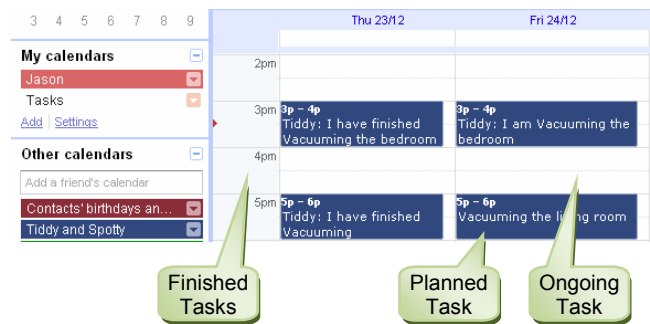 3 4 5 6 7 8 9
Thu 23/12
Fri 24/12
My calendars
Jason
Tasks
Add Settings
Other calendars
Add a friend's calendar
Contacts' birthdays an...
Tiddy and Spotty
2pm
3pm
4pm
5pm
3p – 4p
Tiddy: I have finished
Vacuuming the bedroom
3p – 4p
Tiddy: I am Vacuuming the
bedroom
5p – 6p
Tiddy: I have finished
Vacuuming
5p – 6p
Vacuuming the living room
Finished
Tasks
Planned
Task
Ongoing
Task